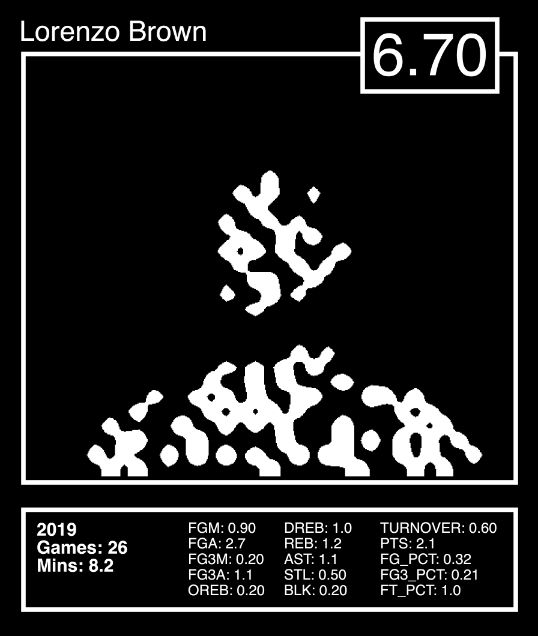 Lorenzo Brown
6.70
2019
Games: 26
Mins: 8.2
FGM: 0.90
FGA: 2.7
FG3M: 0.20
FG3A: 1.1
OREB: 0.20
DREB: 1.0
REB: 1.2
AST: 1.1
STL: 0.50
BLK: 0.20
TURNOVER: 0.60
PTS: 2.1
FG_PCT: 0.32
FG3_PCT: 0.21
FT_PCT: 1.0